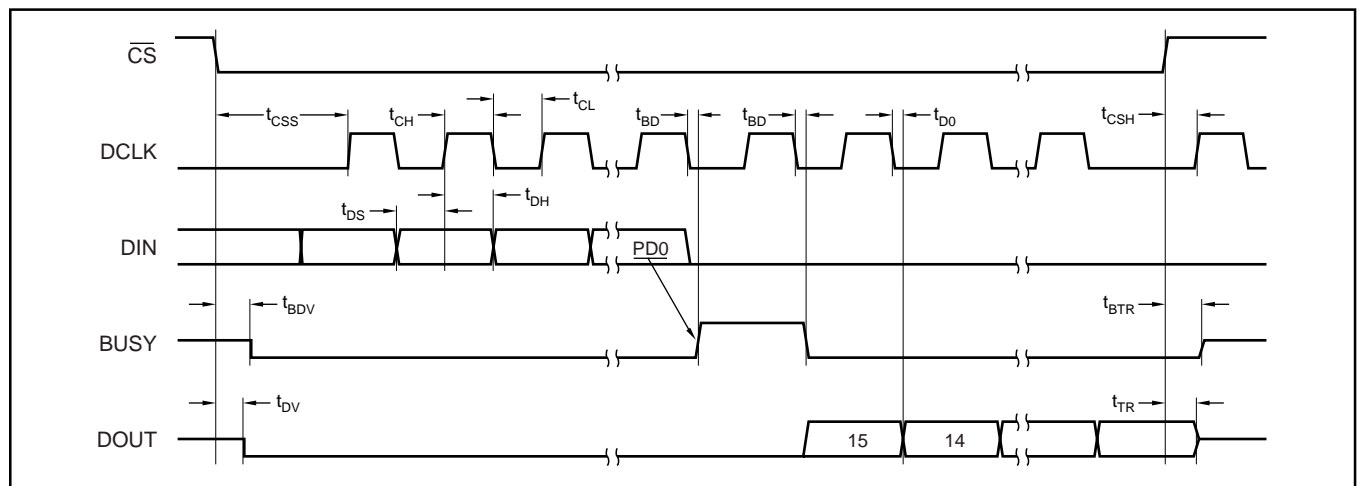 CS
tCSS
tCH
tCL
tBD
tBD
tD0
tCSH
DCLK
tDS
tDH
DIN
PD0
tBDV
tBTR
BUSY
tDV
tTR
DOUT
15
14